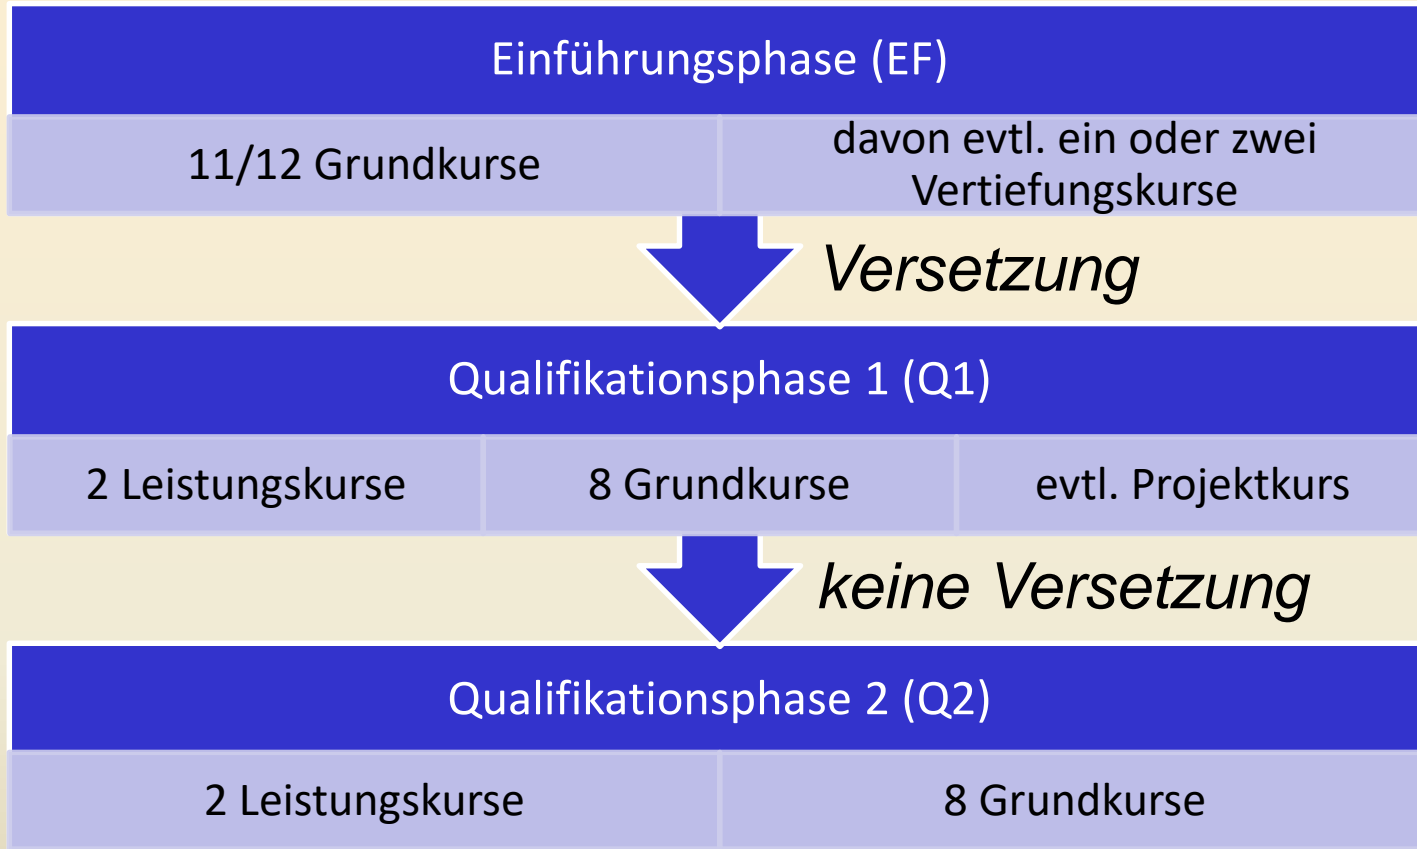 Einführungsphase (EF)
11/12 Grundkurse
davon evtl. ein oder zwei
Vertiefungskurse
Versetzung
Qualifikationsphase 1 (Q1)
2 Leistungskurse
8 Grundkurse
evtl. Projektkurs
keine Versetzung
Qualifikationsphase 2 (Q2)
2 Leistungskurse
8 Grundkurse